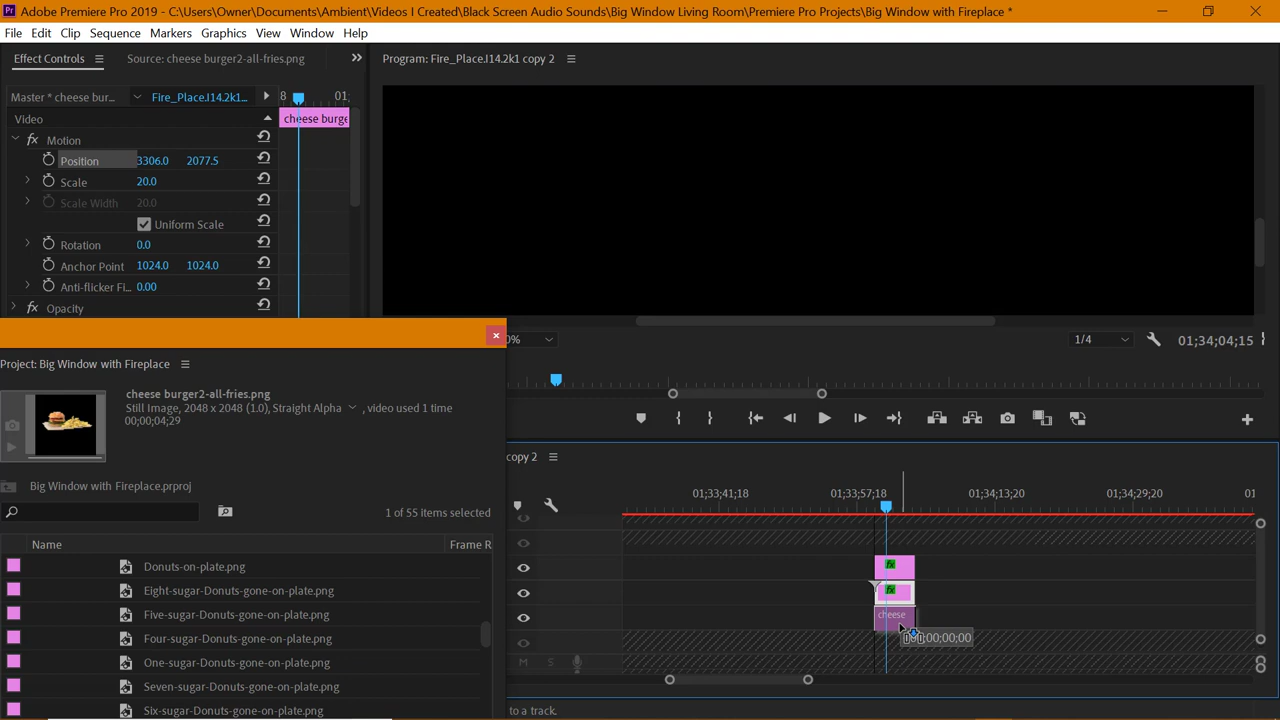 Adobe Premiere Pro 2019 - C:\Users\Owner\Documents\Ambient\Videos I Created\Black Screen Audio Sounds\Big Window Living Room\Premiere Pro Projects\Big Window with Fireplace *
File Edit Clip Sequence Markers Graphics View Window Help
Effect Controls Source: cheese burger2-all-fries.png Program: Fire_Place.I14.2k1 copy 2
Master * cheese bur... Fire_Place.I14.2k1... 8 01;
Video cheese burge
fx Motion
Position 3306.0 2077.5
Scale 20.0
Scale Width 20.0
Uniform Scale
Rotation 0.0
Anchor Point 1024.0 1024.0
Anti-flicker Fi... 0.00
fx Opacity
0% 1/4 01;34;04;15
Project: Big Window with Fireplace
cheese burger2-all-fries.png
Still Image, 2048 x 2048 (1.0), Straight Alpha , video used 1 time
00;00;04;29
copy 2
Big Window with Fireplace.prproj
01;33;41;18 01;33;57;18 01;34;13;20 01;34;29;20 01
1 of 55 items selected
Name Frame R
Donuts-on-plate.png
Eight-sugar-Donuts-gone-on-plate.png
Five-sugar-Donuts-gone-on-plate.png
Four-sugar-Donuts-gone-on-plate.png
One-sugar-Donuts-gone-on-plate.png
Seven-sugar-Donuts-gone-on-plate.png
Six-sugar-Donuts-gone-on-plate.png
fx
fx
cheese
00;00;00
M S
to a track.